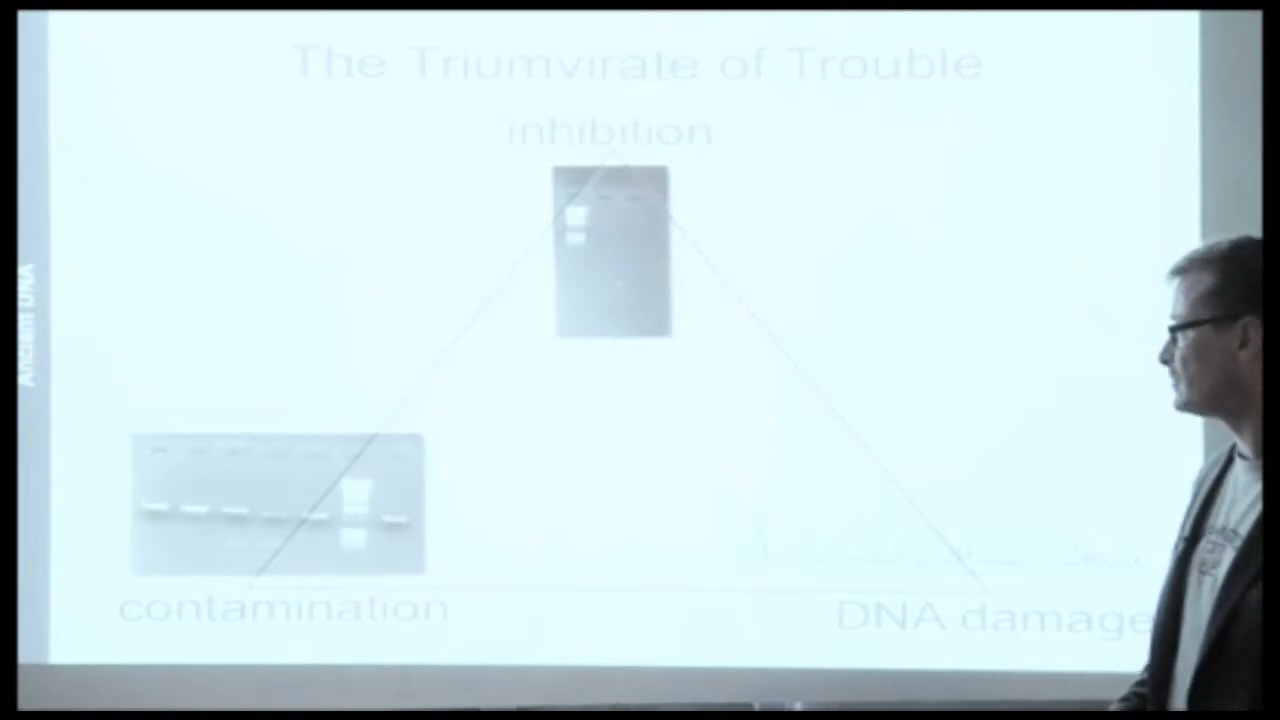 The Triumvirate of Trouble
inhibition
contamination
DNA damage
Ancient DNA